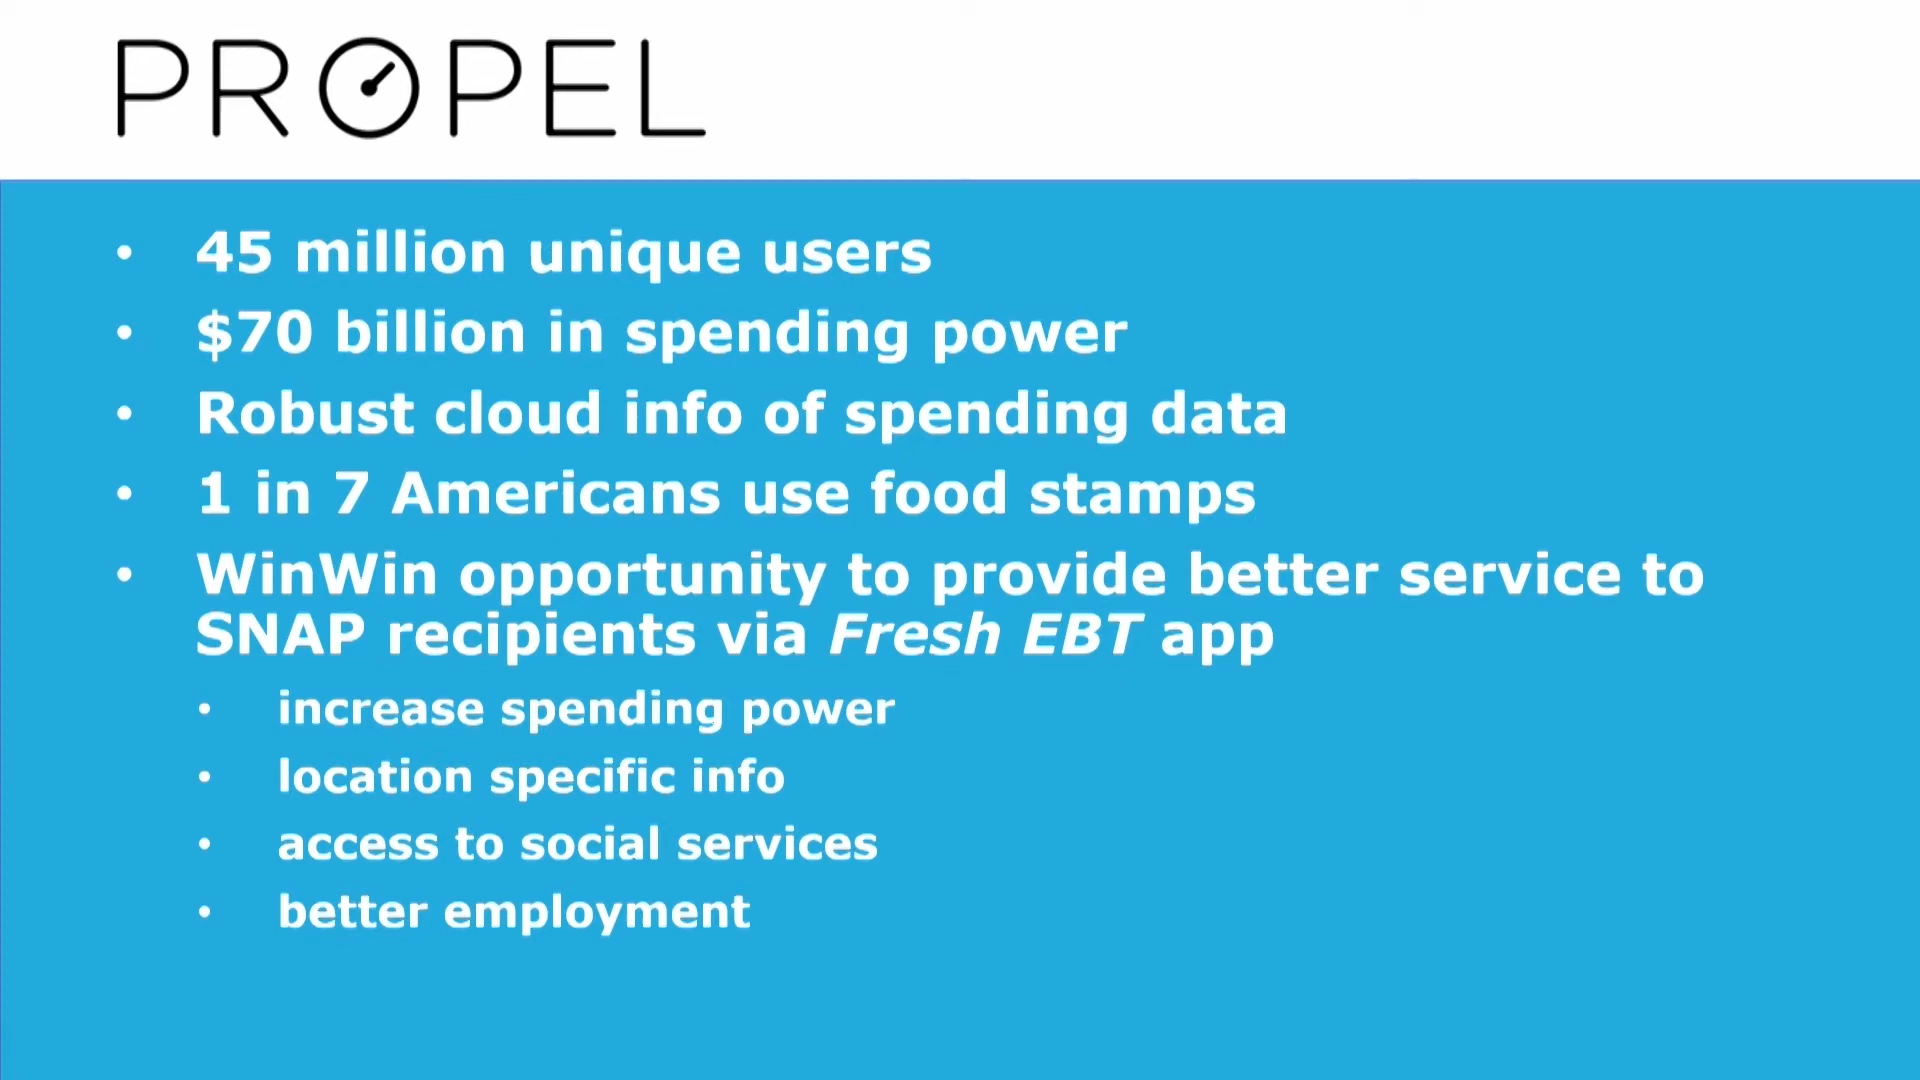 PROPEL
• 45 million unique users
• $70 billion in spending power
• Robust cloud info of spending data
• 1 in 7 Americans use food stamps
• WinWin opportunity to provide better service to
SNAP recipients via Fresh EBT app
• increase spending power
• location specific info
• access to social services
• better employment